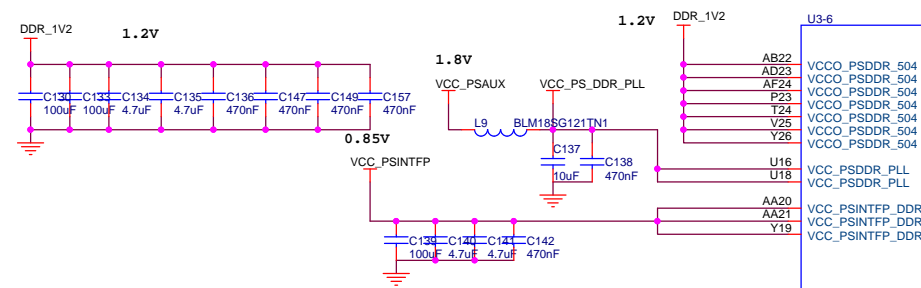 DDR_1V2
1.2V
C130
100uF
C133
100uF
C134
4.7uF
C135
4.7uF
C136
470nF
C147
470nF
C149
470nF
C157
470nF
1.8V
VCC_PSAUX
VCC_PS_DDR_PLL
L9
BLM18SG121TN1
C137
10uF
C138
470nF
0.85V
VCC_PSINTFP
C139
100uF
C140
4.7uF
C141
4.7uF
C142
470nF
1.2V
DDR_1V2
U3-6
AB22 VCCO_PSDDR_504
AD23 VCCO_PSDDR_504
AF24 VCCO_PSDDR_504
P23 VCCO_PSDDR_504
T24 VCCO_PSDDR_504
V25 VCCO_PSDDR_504
Y26 VCCO_PSDDR_504
U16 VCC_PSDDR_PLL
U18 VCC_PSDDR_PLL
AA20 VCC_PSINTFP_DDR
AA21 VCC_PSINTFP_DDR
Y19 VCC_PSINTFP_DDR